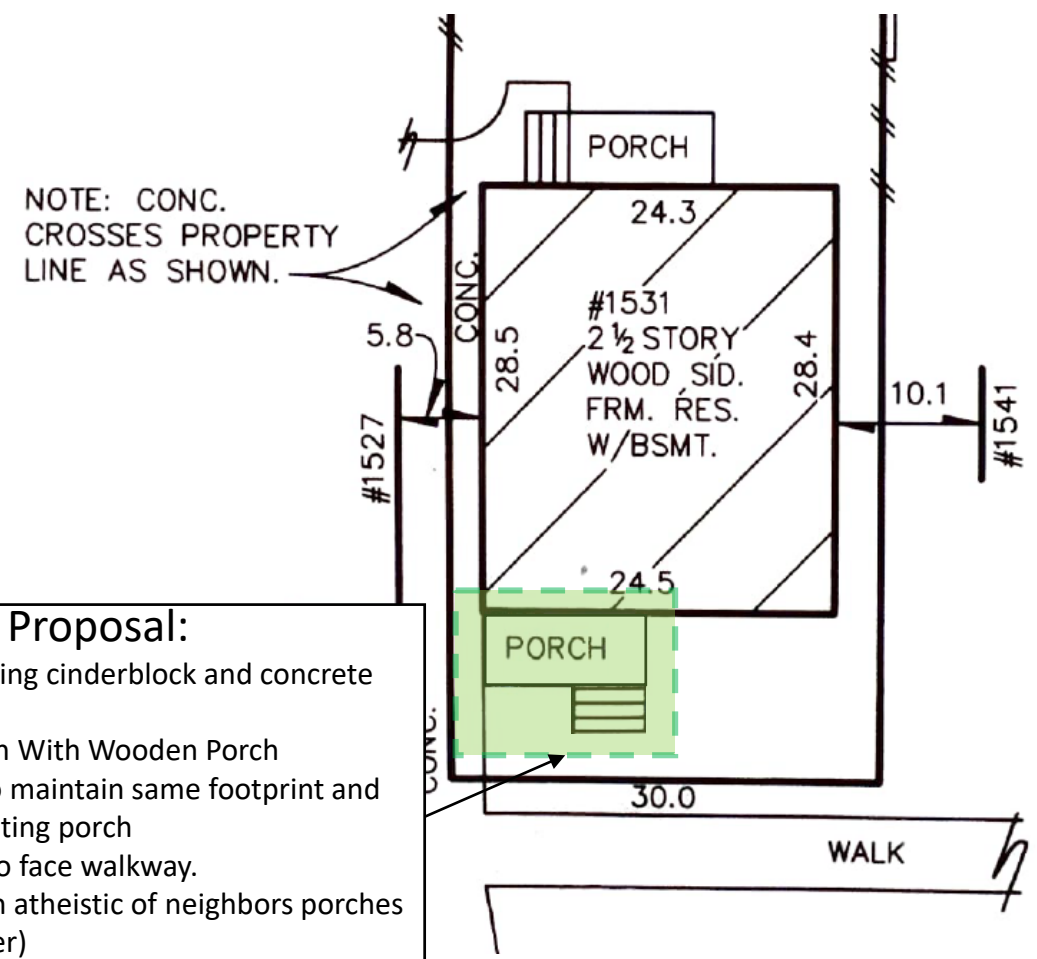 PORCH
NOTE: CONC.
CROSSES PROPERTY
LINE AS SHOWN.
24.3
CONC.
#1531
2 ½ STORY
WOOD SID.
FRM. RES.
W/BSMT.
5.8
28.5
28.4
10.1
#1527
#1541
24.5
PORCH
Proposal:
ing cinderblock and concrete
With Wooden Porch
maintain same footprint and
ting porch
o face walkway.
atheistic of neighbors porches
er)
CONC.
30.0
WALK